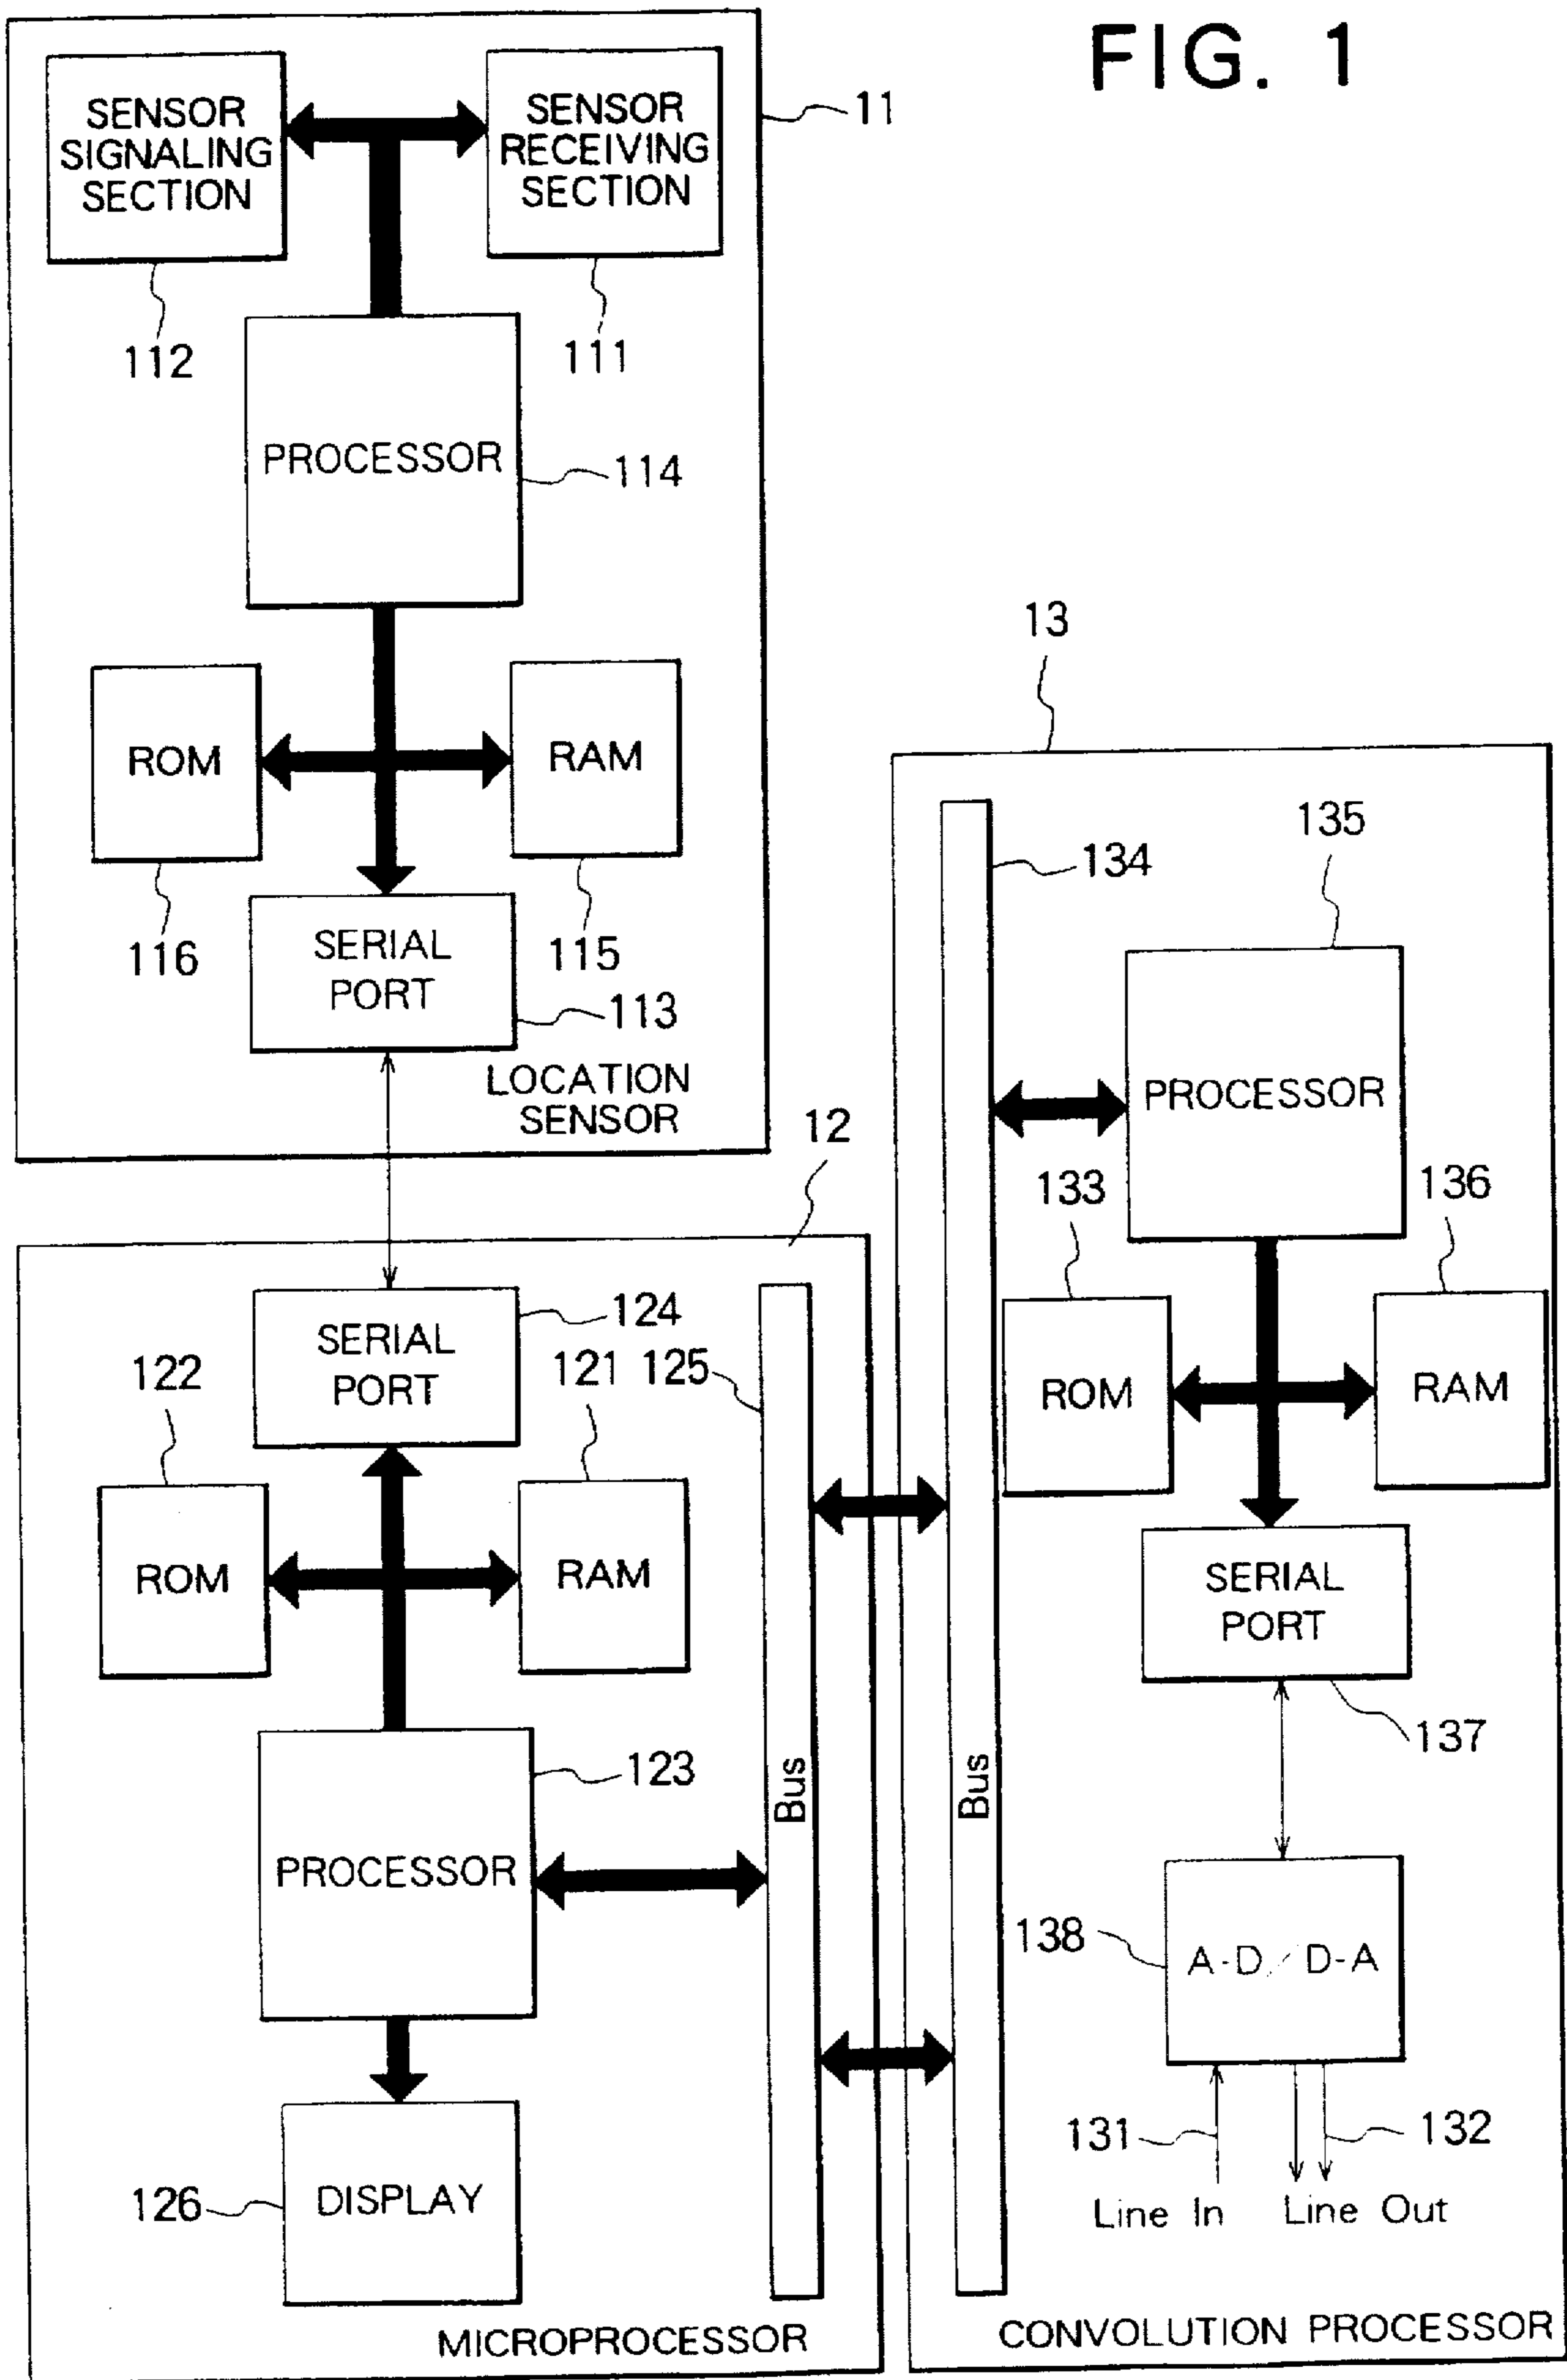 FIG. 1
11
SENSOR
SIGNALING
SECTION
SENSOR
RECEIVING
SECTION
112
111
PROCESSOR
114
ROM
RAM
116
115
SERIAL
PORT
113
LOCATION
SENSOR
12
SERIAL
PORT
124
122
121
125
ROM
RAM
PROCESSOR
123
Bus
DISPLAY
126
MICROPROCESSOR
13
134
135
PROCESSOR
133
136
ROM
RAM
SERIAL
PORT
137
Bus
138
A-D/D-A
131
132
Line In
Line Out
CONVOLUTION PROCESSOR